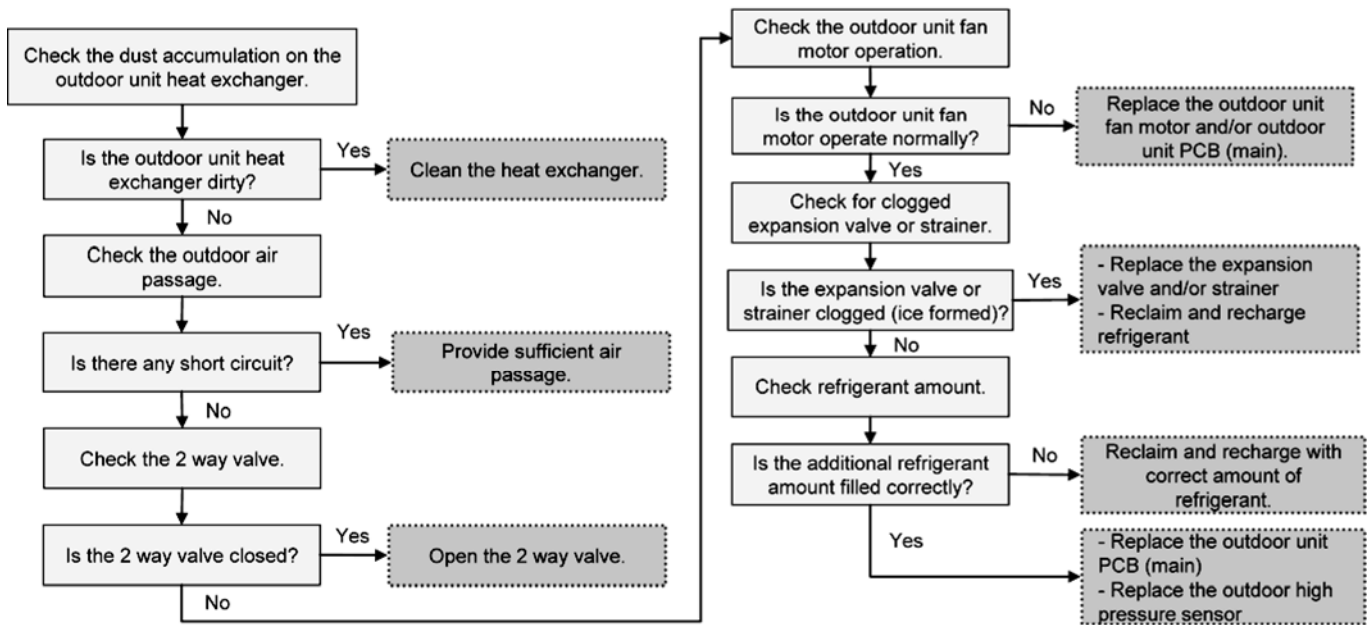 Check the dust accumulation on the
outdoor unit heat exchanger.
Is the outdoor unit heat
exchanger dirty?
Yes
Clean the heat exchanger.
No
Check the outdoor air
passage.
Is there any short circuit?
Yes
Provide sufficient air
passage.
No
Check the 2 way valve.
Is the 2 way valve closed?
Yes
Open the 2 way valve.
No
Check the outdoor unit fan
motor operation.
Is the outdoor unit fan
motor operate normally?
No
Replace the outdoor unit
fan motor and/or outdoor
unit PCB (main).
Yes
Check for clogged
expansion valve or strainer.
Is the expansion valve or
strainer clogged (ice formed)?
Yes
- Replace the expansion
valve and/or strainer
- Reclaim and recharge
refrigerant
No
Check refrigerant amount.
Is the additional refrigerant
amount filled correctly?
No
Reclaim and recharge with
correct amount of
refrigerant.
Yes
- Replace the outdoor unit
PCB (main)
- Replace the outdoor high
pressure sensor